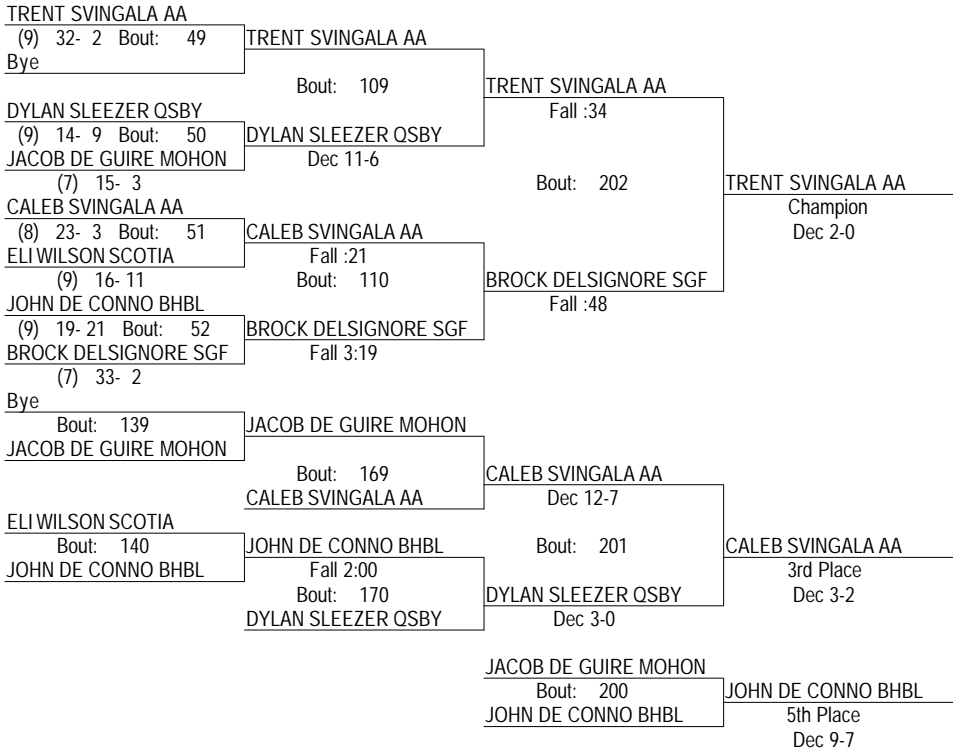 TRENT SVINGALA AA
(9) 32- 2 Bout: 49
Bye
TRENT SVINGALA AA
Bout: 109
DYLAN SLEEZER QSBY
(9) 14- 9 Bout: 50
JACOB DE GUIRE MOHON
(7) 15- 3
DYLAN SLEEZER QSBY
Dec 11-6
TRENT SVINGALA AA
Fall :34
Bout: 202
CALEB SVINGALA AA
(8) 23- 3 Bout: 51
ELI WILSON SCOTIA
(9) 16- 11
CALEB SVINGALA AA
Fall :21
Bout: 110
JOHN DE CONNO BHBL
(9) 19- 21 Bout: 52
BROCK DELSIGNORE SGF
(7) 33- 2
BROCK DELSIGNORE SGF
Fall 3:19
BROCK DELSIGNORE SGF
Fall :48
TRENT SVINGALA AA
Champion
Dec 2-0
Bye
Bout: 139
JACOB DE GUIRE MOHON
JACOB DE GUIRE MOHON
Bout: 169
CALEB SVINGALA AA
CALEB SVINGALA AA
Dec 12-7
Bout: 201
ELI WILSON SCOTIA
Bout: 140
JOHN DE CONNO BHBL
JOHN DE CONNO BHBL
Fall 2:00
Bout: 170
DYLAN SLEEZER QSBY
DYLAN SLEEZER QSBY
Dec 3-0
CALEB SVINGALA AA
3rd Place
Dec 3-2
JACOB DE GUIRE MOHON
Bout: 200
JOHN DE CONNO BHBL
JOHN DE CONNO BHBL
5th Place
Dec 9-7